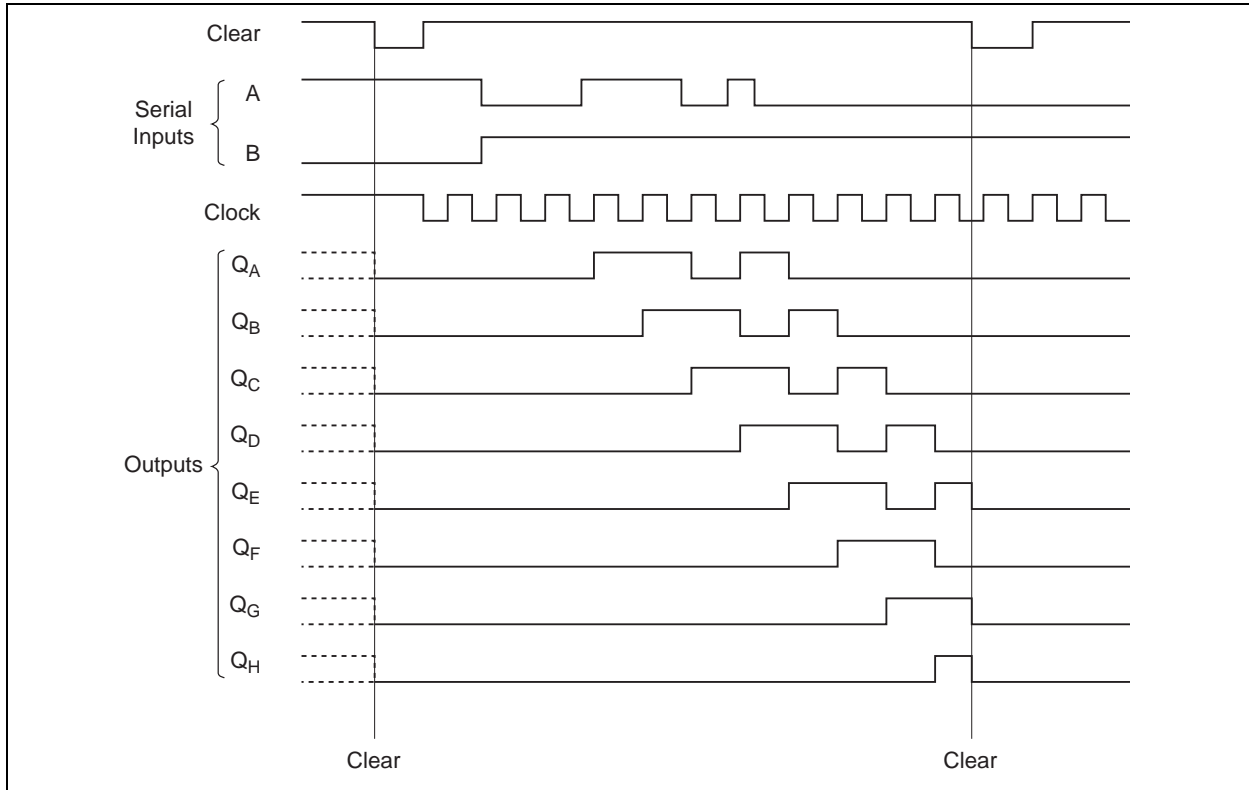 Clear
Serial
Inputs
A
B
Clock
Outputs
QA
QB
QC
QD
QE
QF
QG
QH
Clear
Clear